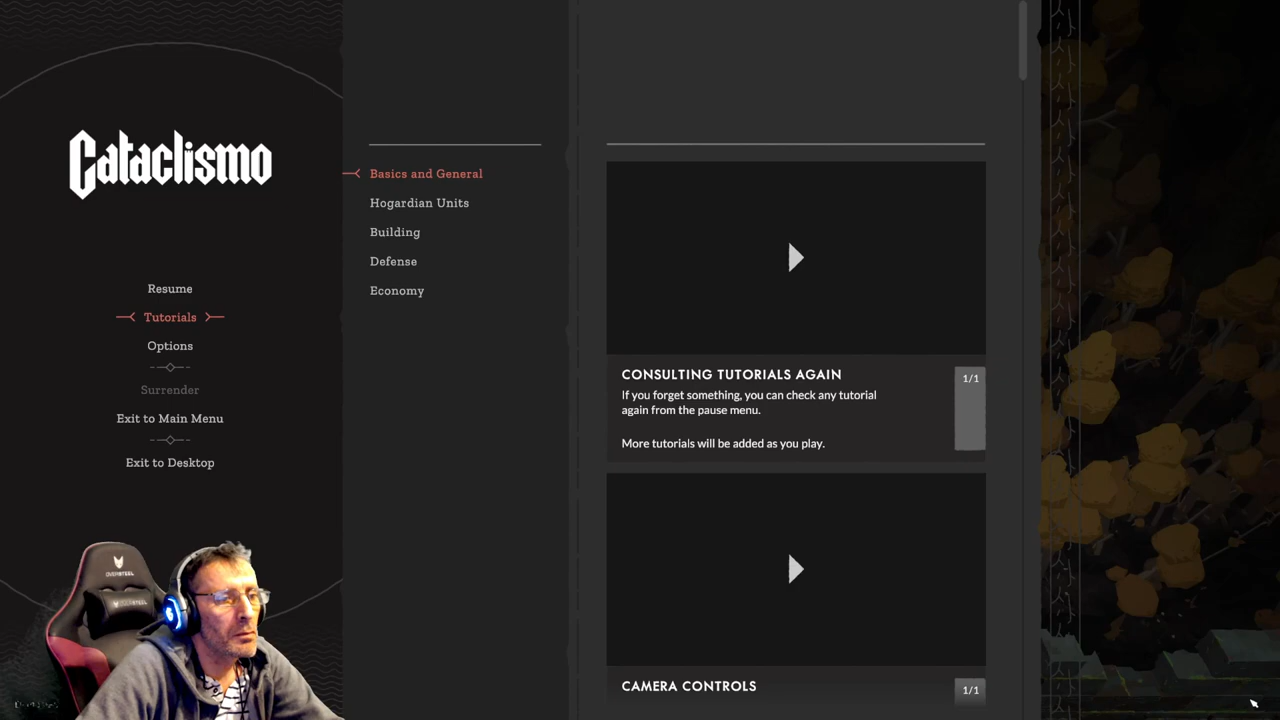 Cataclismo
Resume
Tutorials
Options
Surrender
Exit to Main Menu
Exit to Desktop
Basics and General
Hogardian Units
Building
Defense
Economy
CONSULTING TUTORIALS AGAIN
1/1
If you forget something, you can check any tutorial
again from the pause menu.
More tutorials will be added as you play.
CAMERA CONTROLS
1/1